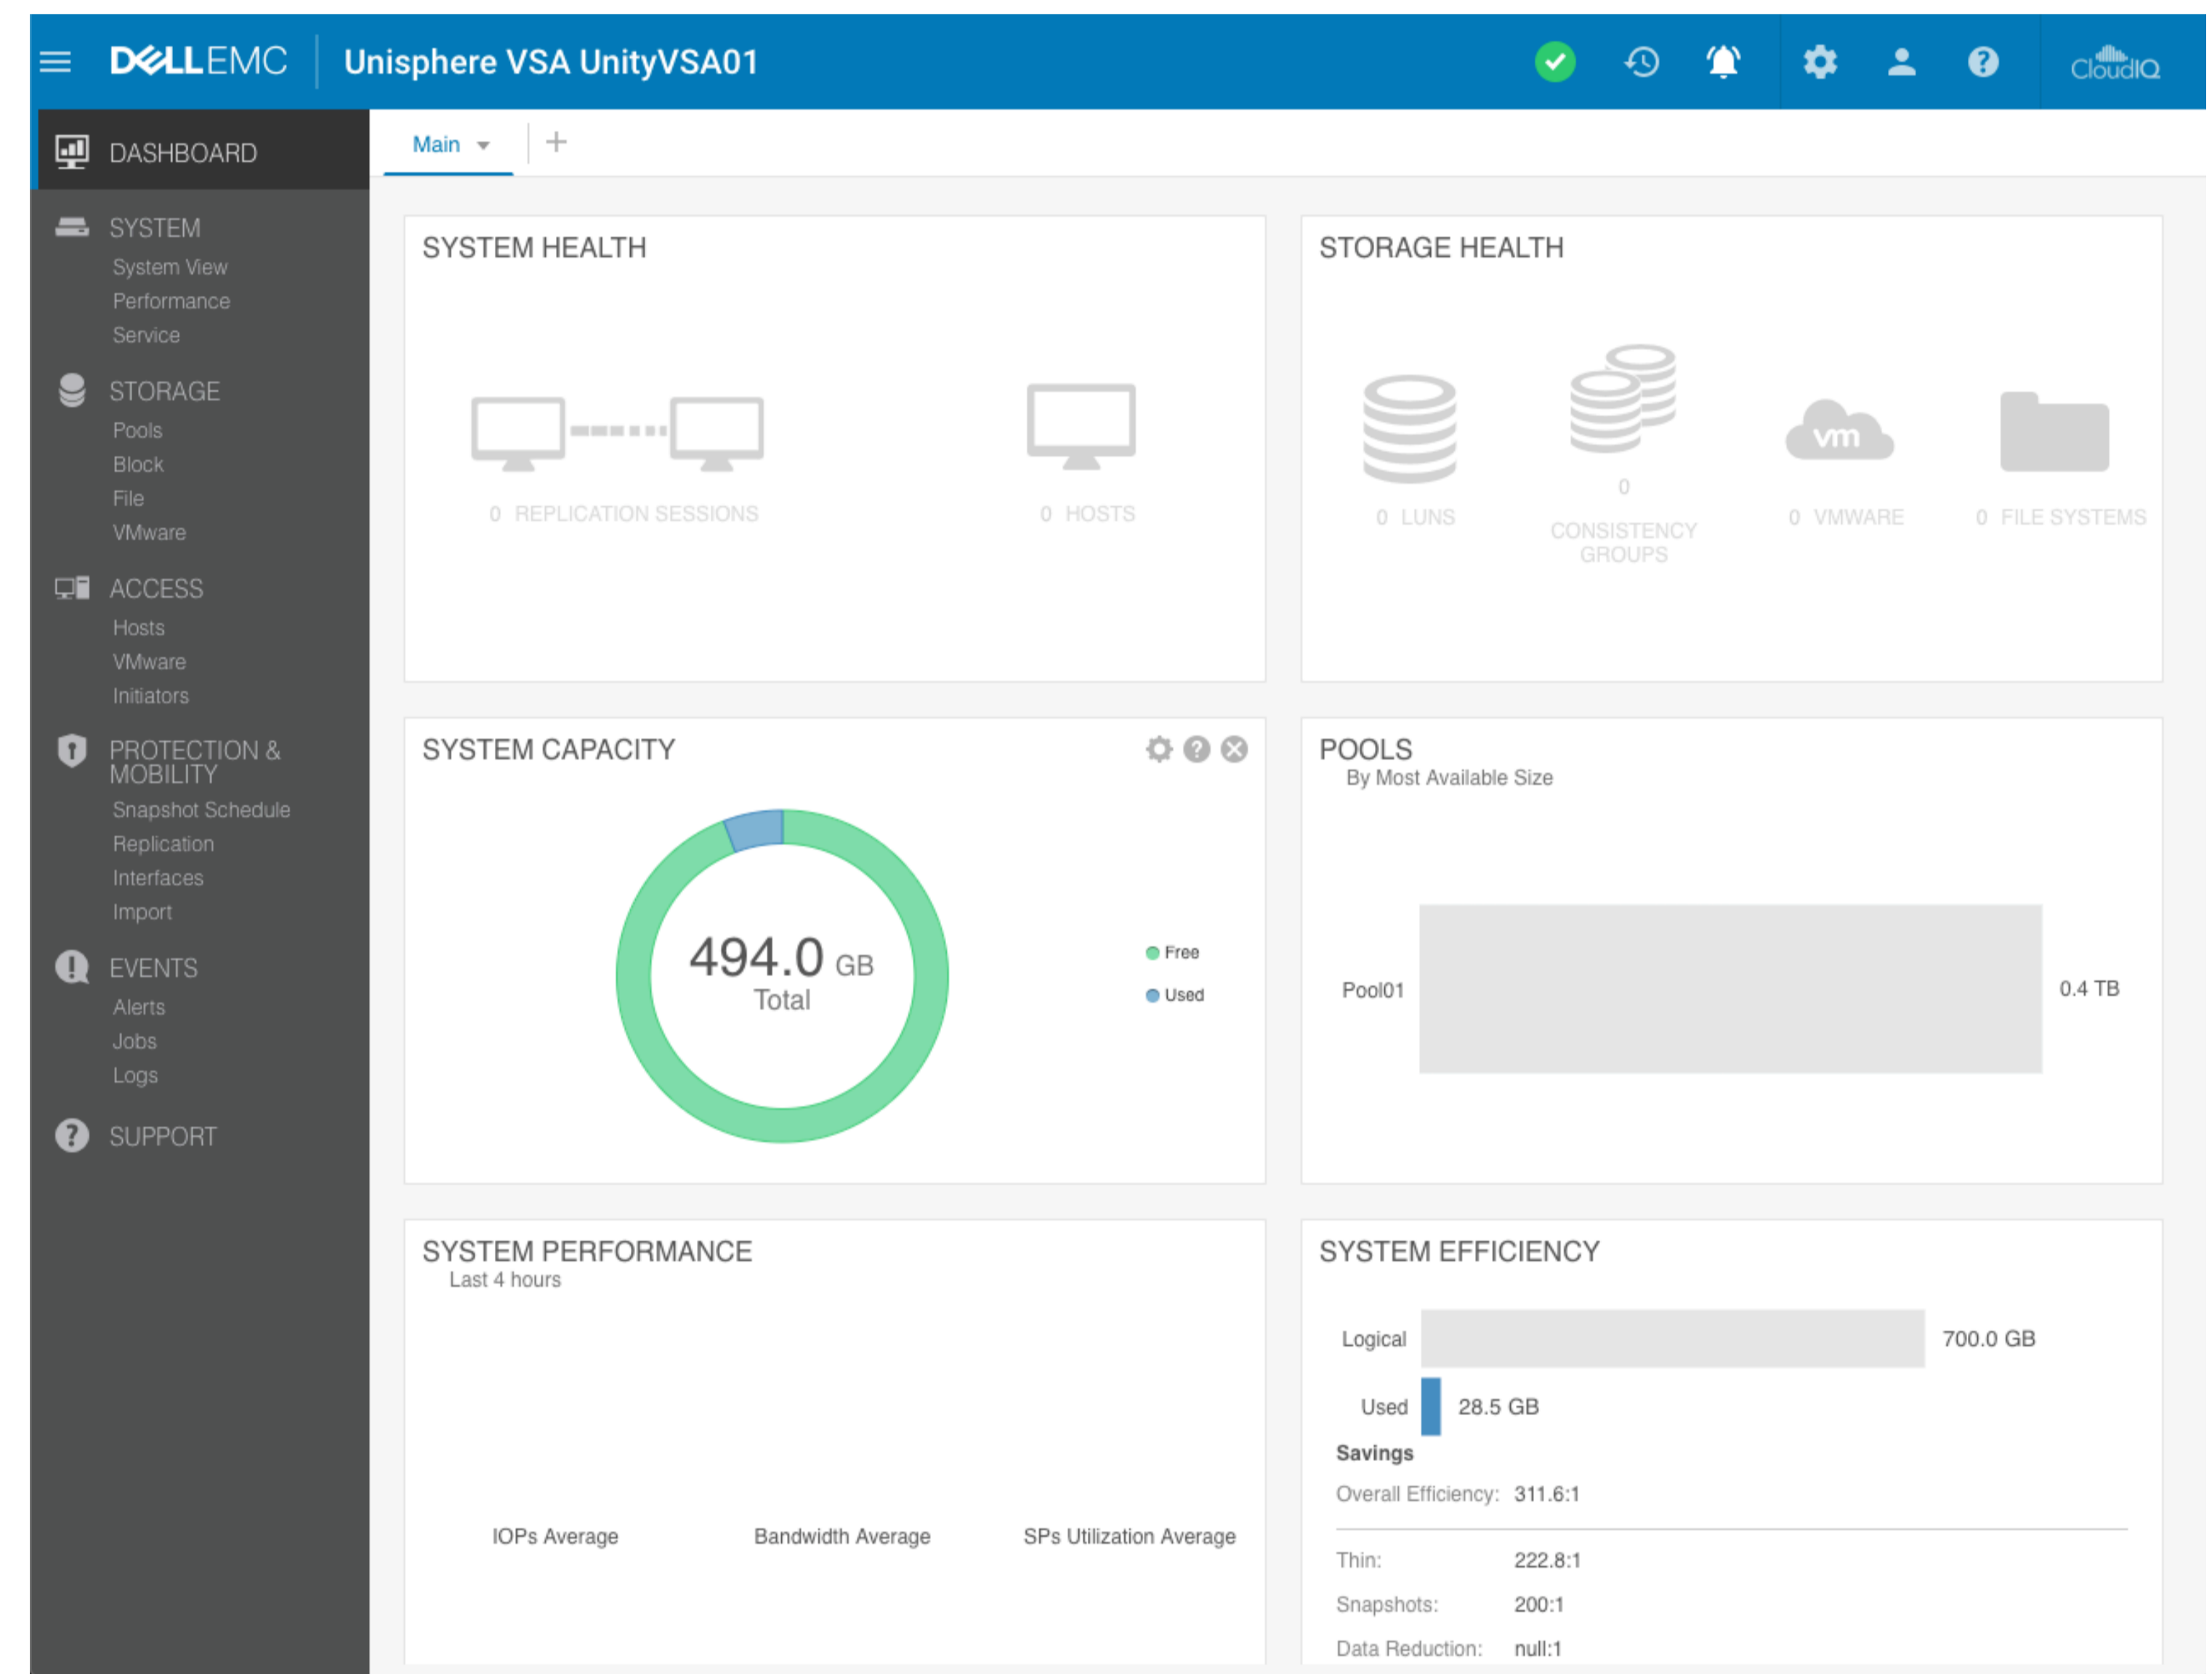 DELLEMC
Unisphere VSA UnityVSA01
CloudIQ
DASHBOARD
SYSTEM
System View
Performance
Service
STORAGE
Pools
Block
File
VMware
ACCESS
Hosts
VMware
Initiators
PROTECTION &
MOBILITY
Snapshot Schedule
Replication
Interfaces
Import
EVENTS
Alerts
Jobs
Logs
SUPPORT
Main
SYSTEM HEALTH
0 REPLICATION SESSIONS
0 HOSTS
STORAGE HEALTH
0 LUNS
0
CONSISTENCY
GROUPS
vm
0 VMWARE
0 FILE SYSTEMS
SYSTEM CAPACITY
494.0 GB
Total
Free
Used
POOLS
By Most Available Size
Pool01
0.4 TB
SYSTEM PERFORMANCE
Last 4 hours
IOPs Average
Bandwidth Average
SPs Utilization Average
SYSTEM EFFICIENCY
Logical 700.0 GB
Used 28.5 GB
Savings
Overall Efficiency: 311.6:1
Thin: 222.8:1
Snapshots: 200:1
Data Reduction: null:1